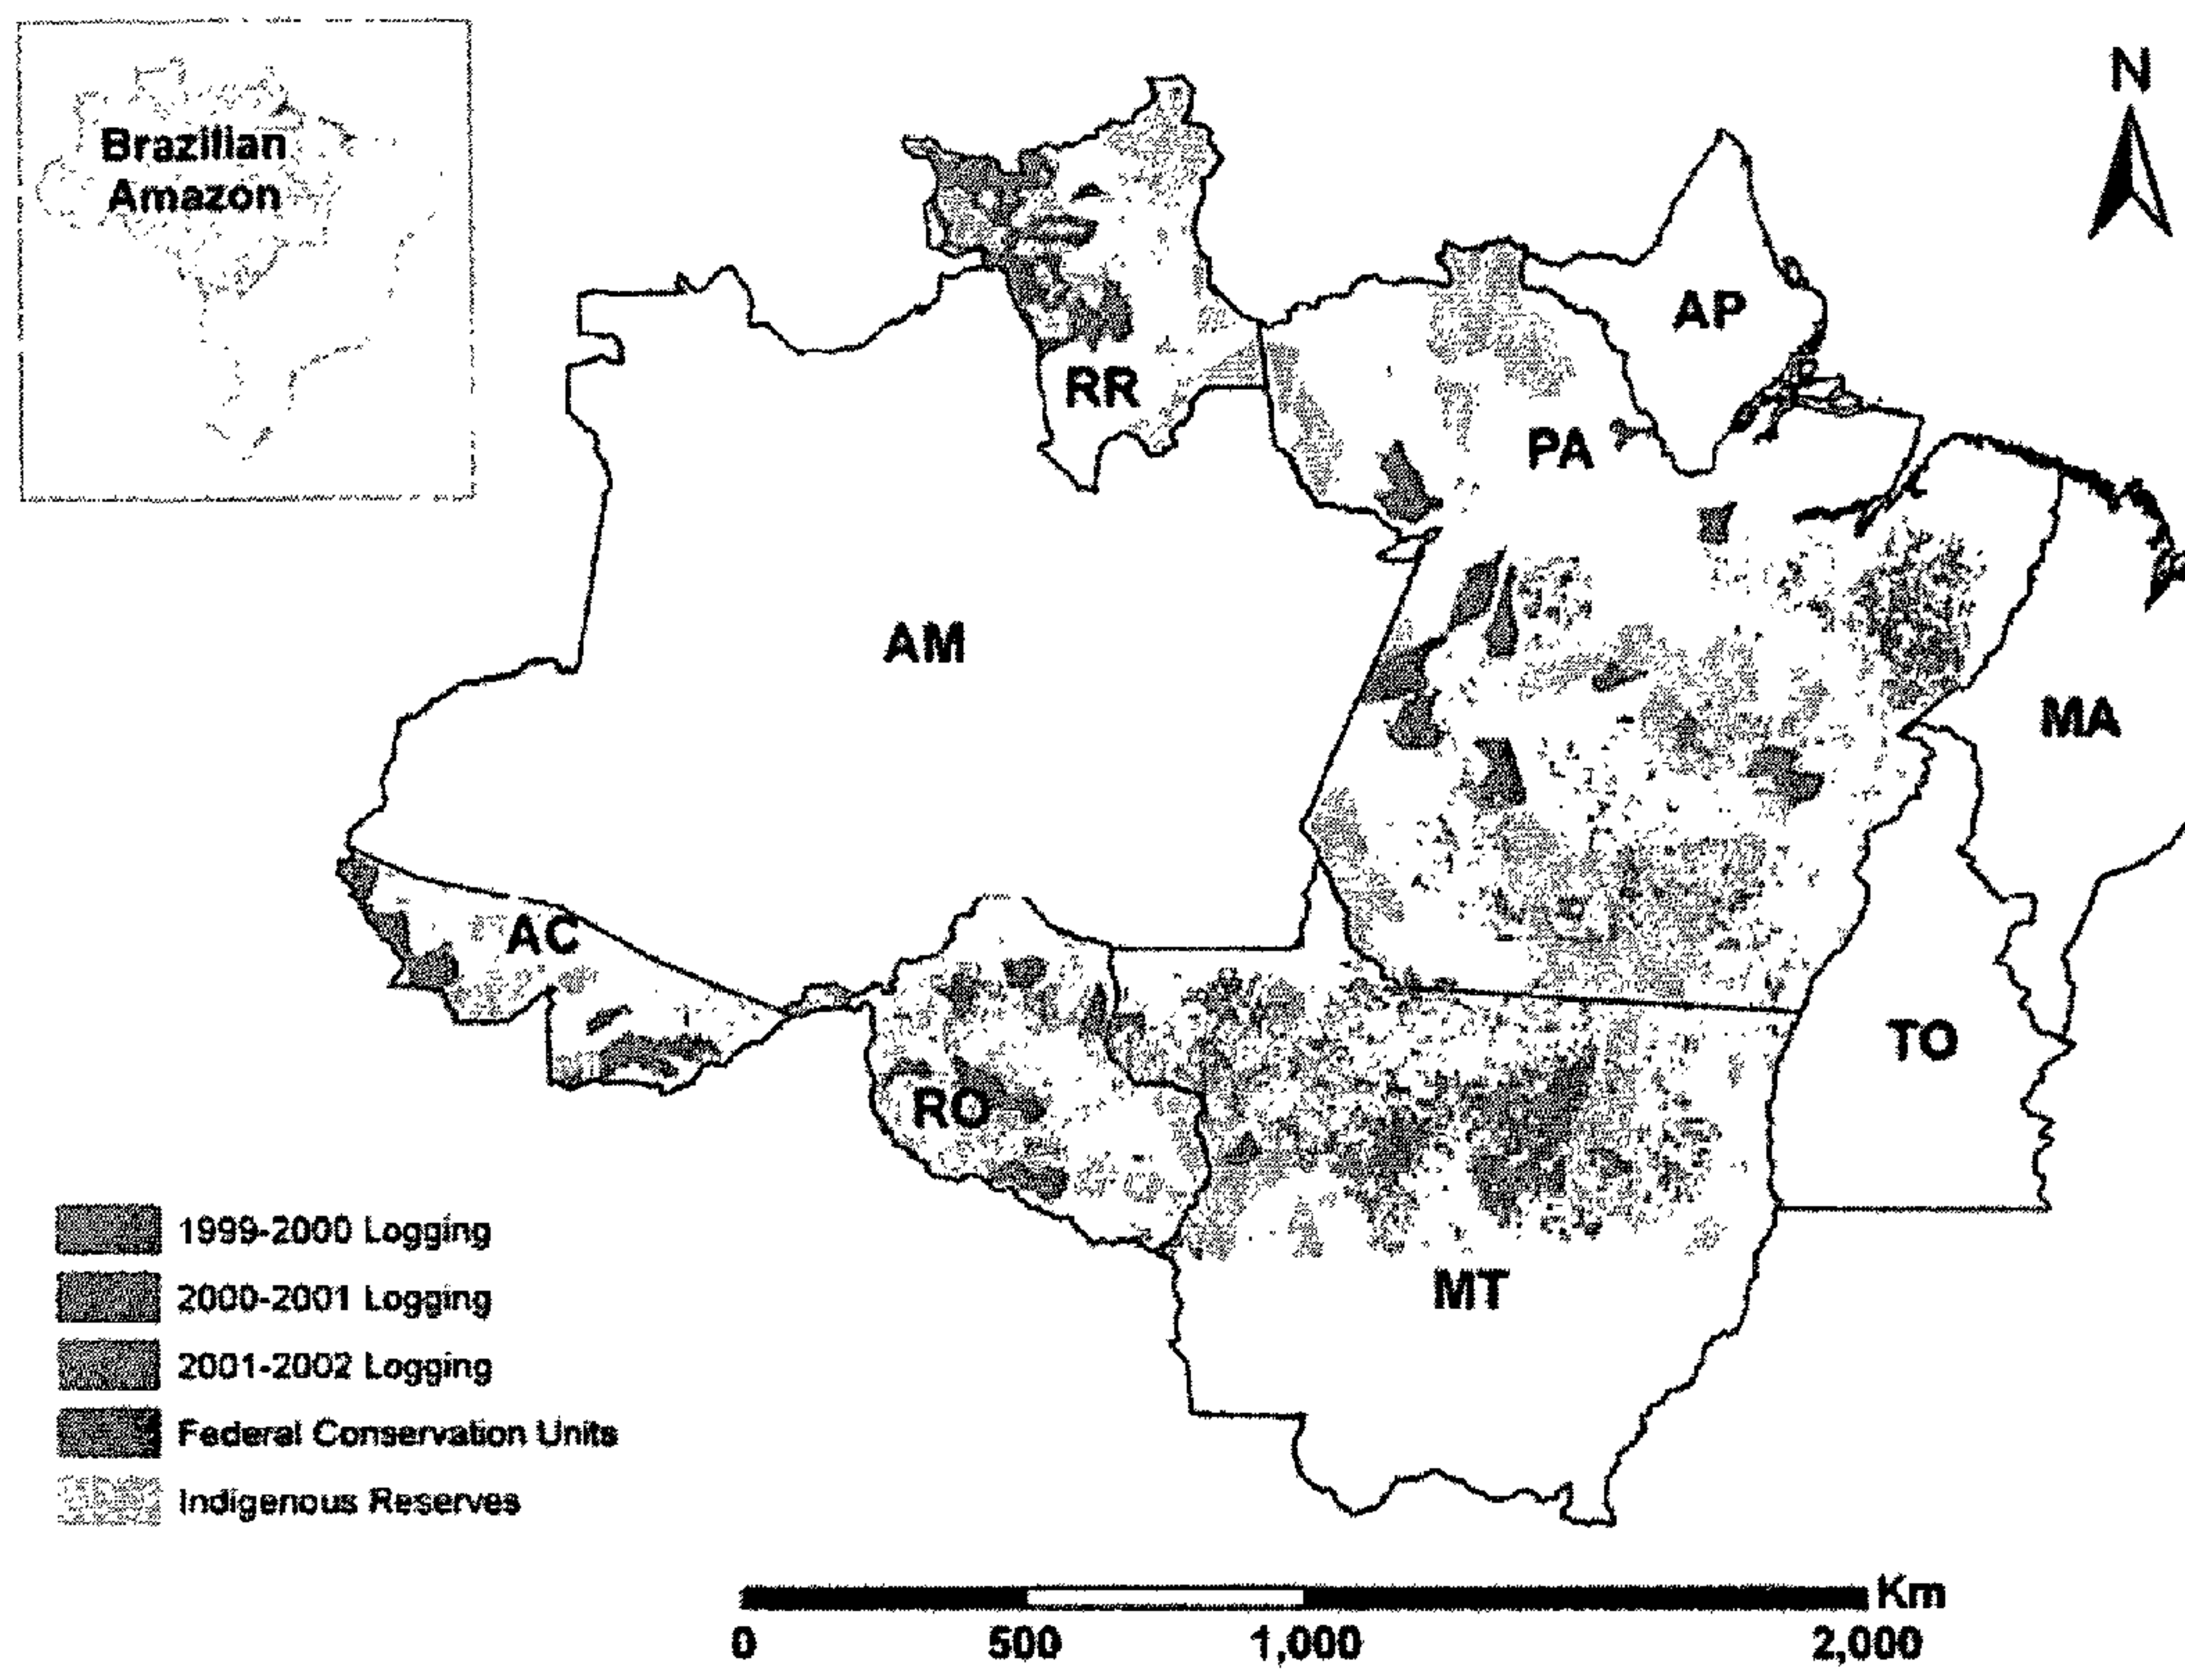 Brazilian
Amazon
N
AP
RR
PA
AM
MA
AC
TO
RO
MT
1999-2000 Logging
2000-2001 Logging
2001-2002 Logging
Federal Conservation Units
Indigenous Reserves
Km
0 500 1,000 2,000